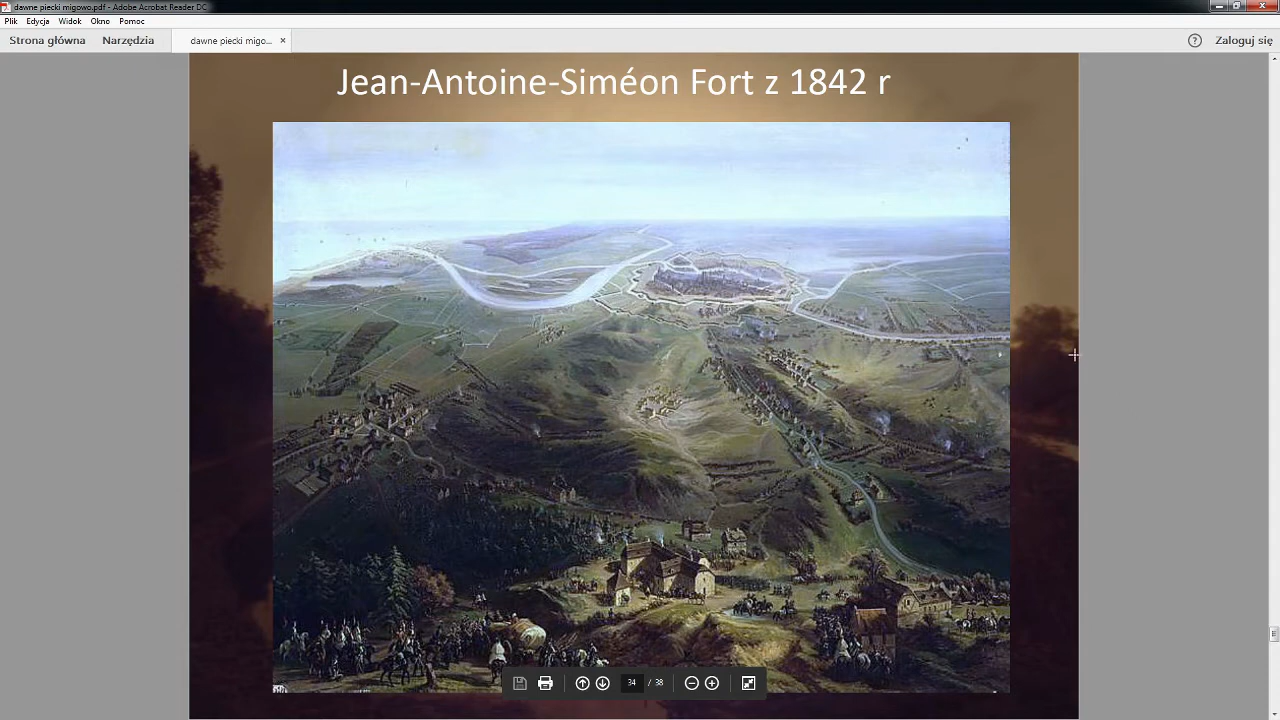 dawne piecki migowo.pdf - Adobe Acrobat Reader DC
Plik Edycja Widok Okno Pomoc
Strona główna Narzędzia dawne piecki migo... × ? Zaloguj się
Jean-Antoine-Siméon Fort z 1842 r
34 / 38